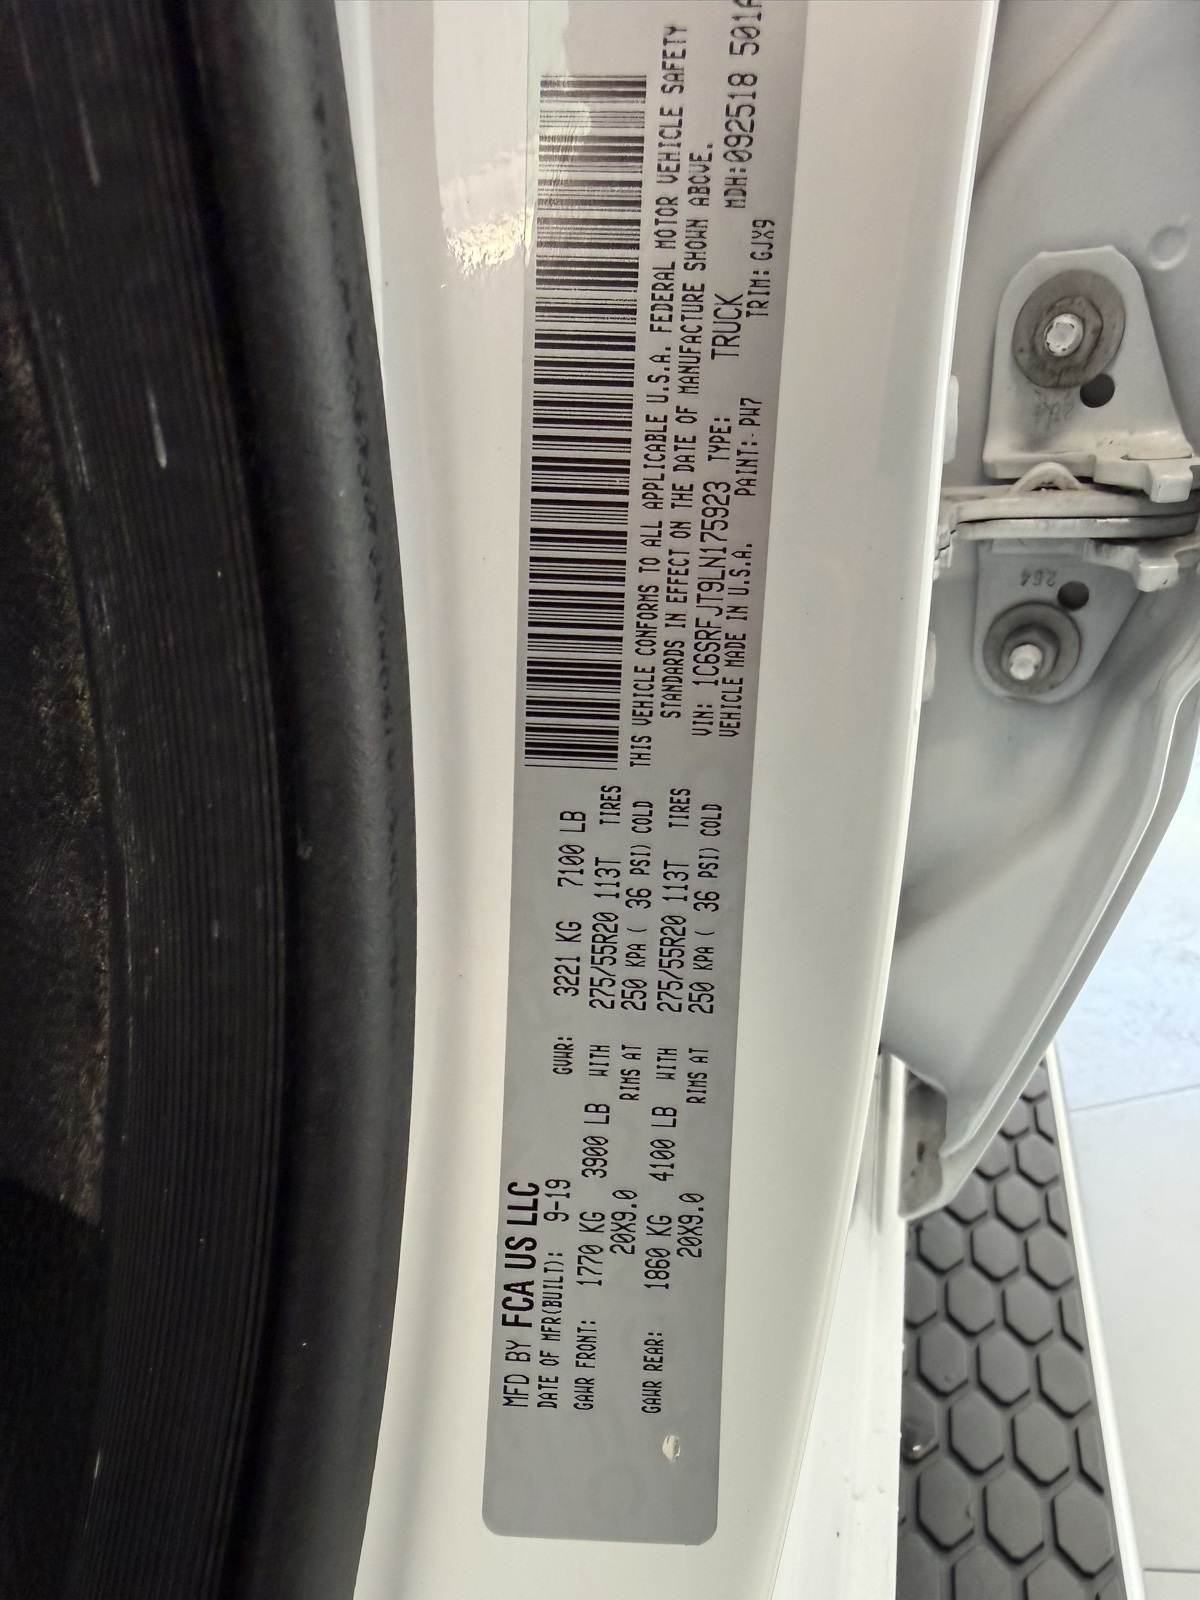 MFD BY FCA US LLC
DATE OF MFR(BUILT): 9-19 GVWR: 3221 KG 7100 LB
GAWR FRONT: 1770 KG 3900 LB WITH 275/55R20 113T TIRES
20X9.0 RIMS AT 250 KPA ( 36 PSI) COLD
GAWR REAR: 1860 KG 4100 LB WITH 275/55R20 113T TIRES
20X9.0 RIMS AT 250 KPA ( 36 PSI) COLD
THIS VEHICLE CONFORMS TO ALL APPLICABLE U.S.A. FEDERAL MOTOR VEHICLE SAFETY
STANDARDS IN EFFECT ON THE DATE OF MANUFACTURE SHOWN ABOVE.
VIN: 1C6SRFJT9LN175923 TYPE: TRUCK MDH:092518 501A
VEHICLE MADE IN U.S.A. PAINT: PW7 TRIM: GJX9
264